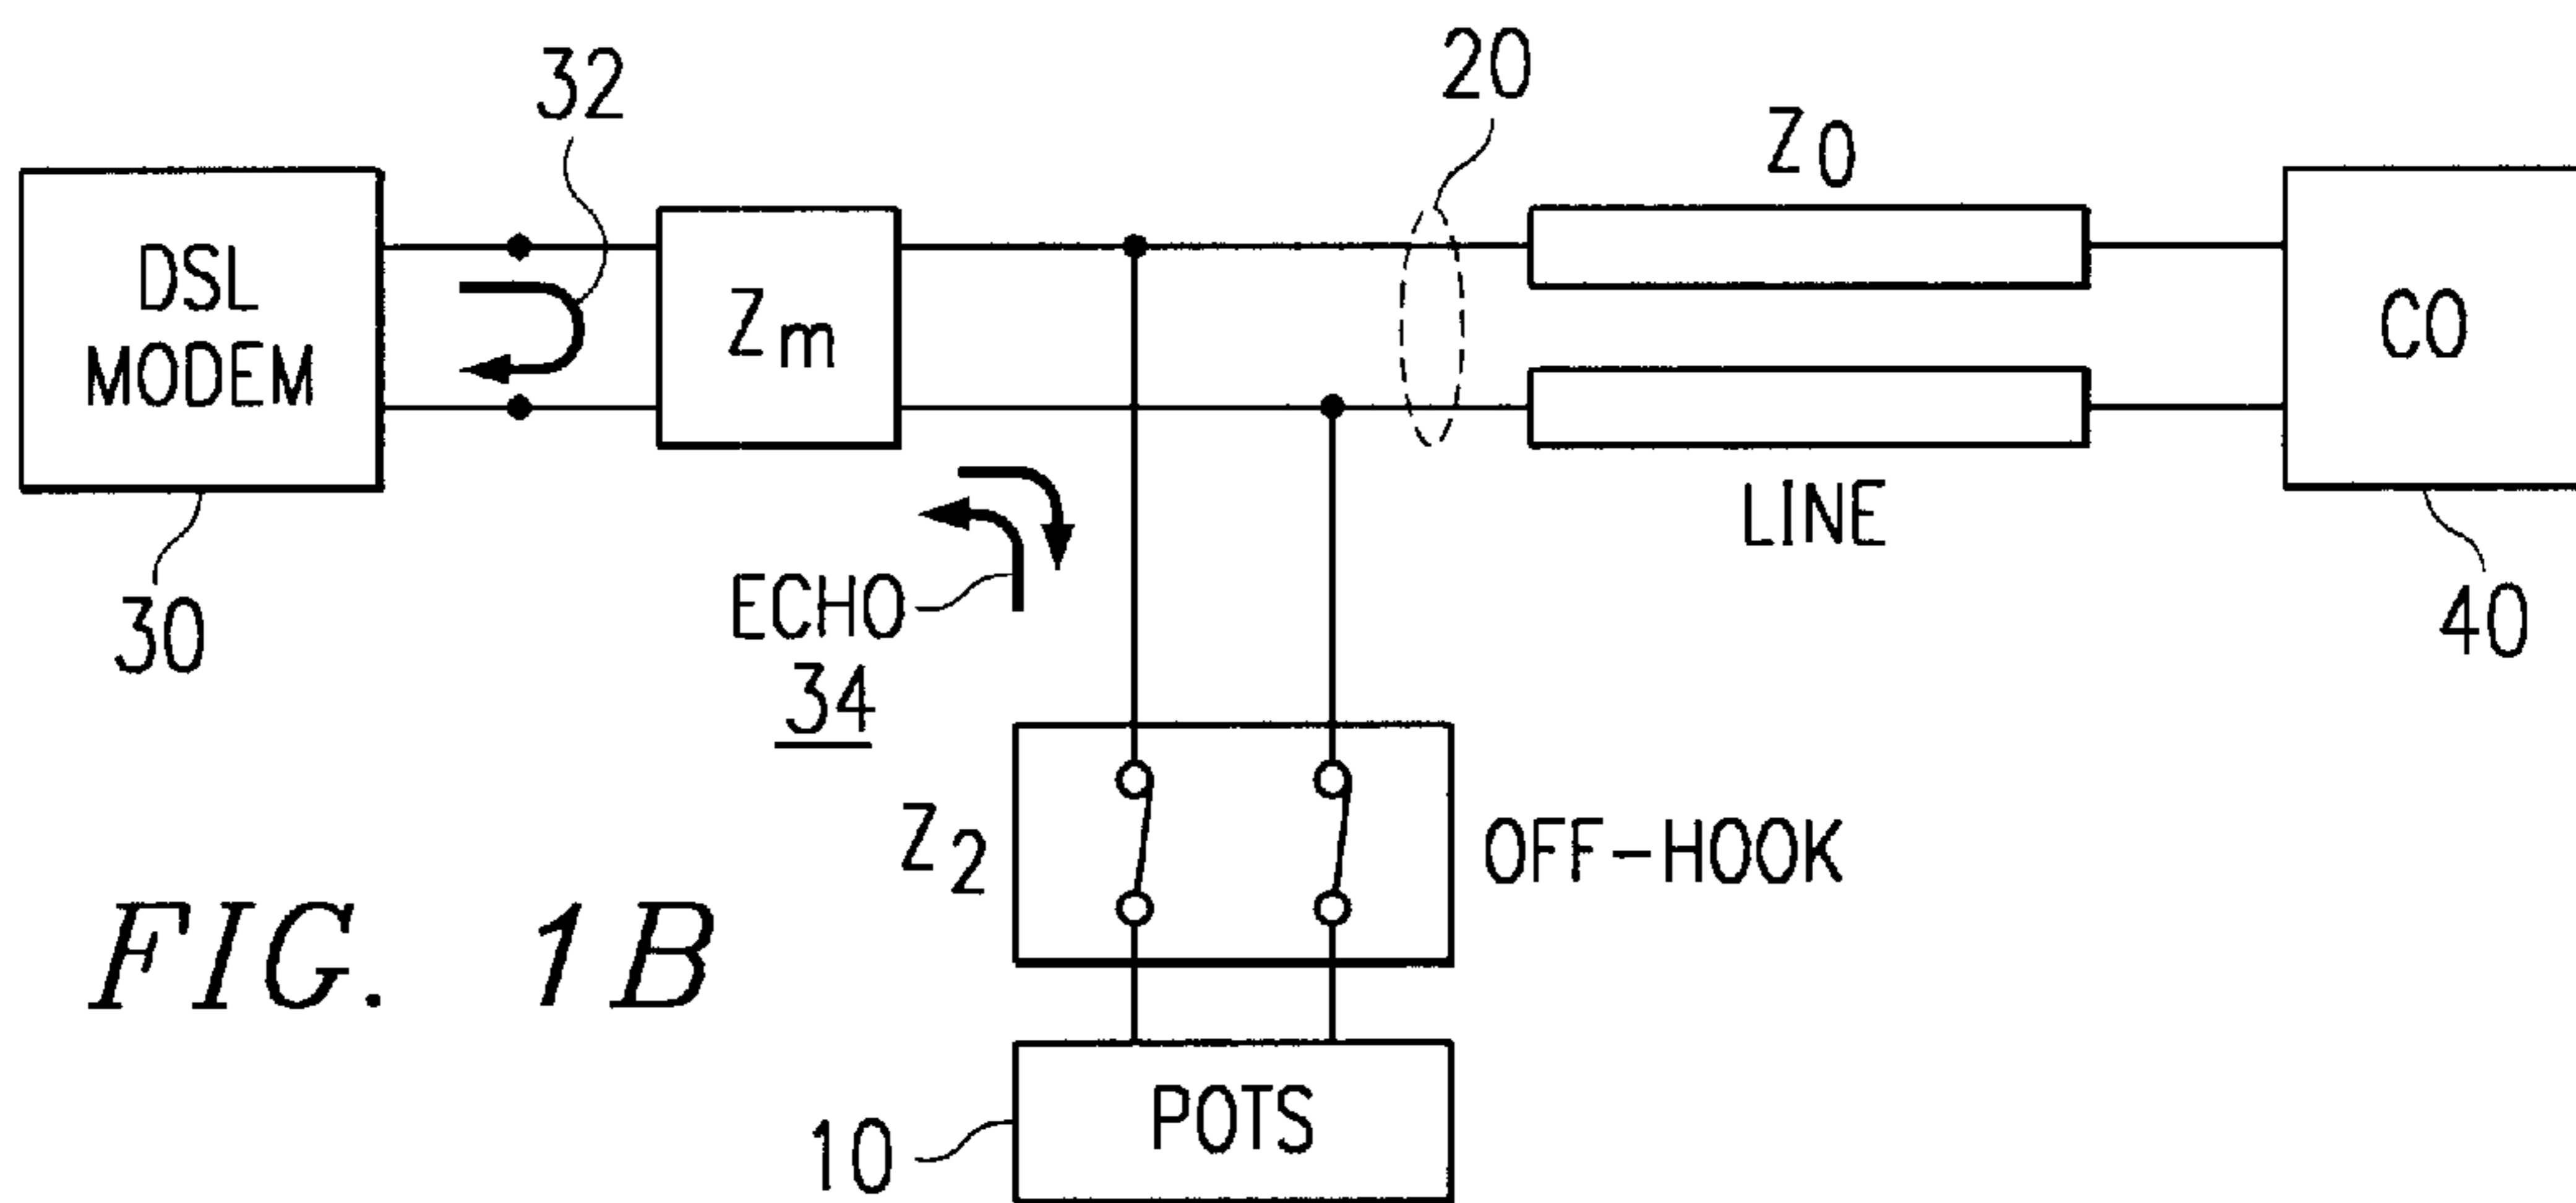 32
20
Z0
DSL
MODEM
Zm
CO
LINE
30
ECHO
34
40
Z2
OFF-HOOK
FIG. 1B
POTS
10